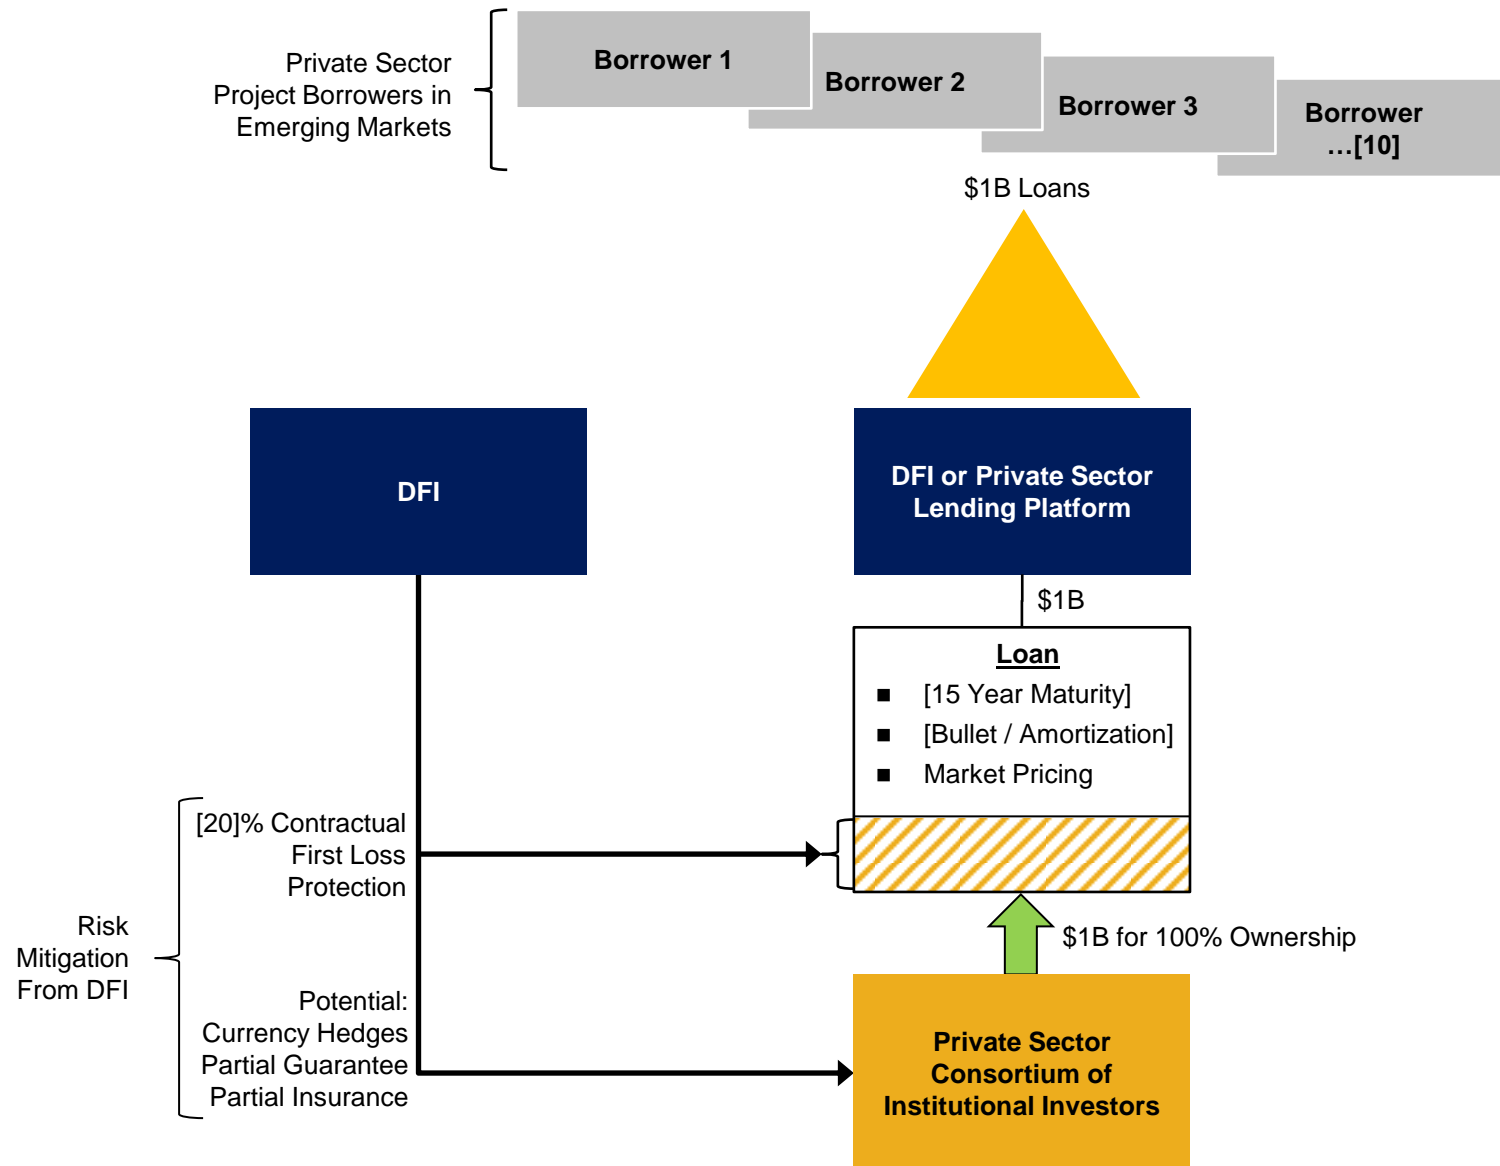 Private Sector
Project Borrowers in
Emerging Markets
Borrower 1
Borrower 2
Borrower 3
Borrower
…[10]
$1B Loans
DFI
DFI or Private Sector
Lending Platform
$1B
Loan
■ [15 Year Maturity]
■ [Bullet / Amortization]
■ Market Pricing
[20]% Contractual
First Loss
Protection
Risk
Mitigation
From DFI
$1B for 100% Ownership
Potential:
Currency Hedges
Partial Guarantee
Partial Insurance
Private Sector
Consortium of
Institutional Investors